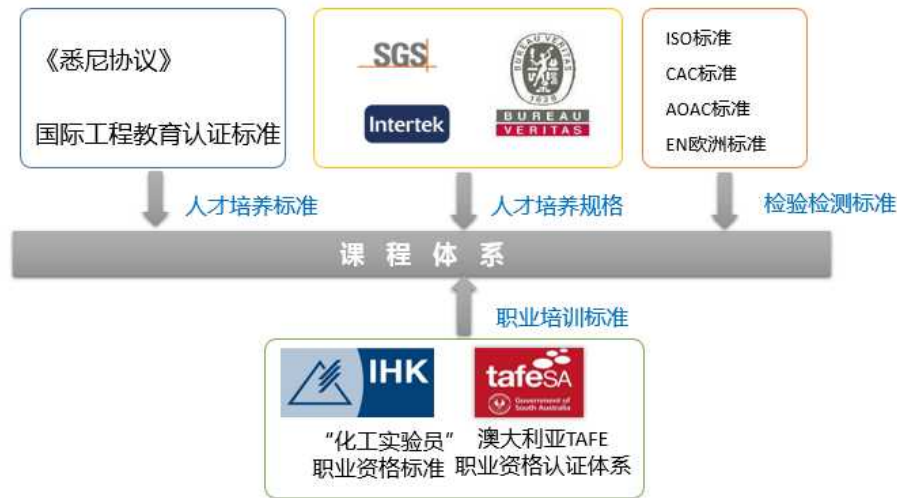 《悉尼协议》
国际工程教育认证标准
SGS
Intertek
BUREAU VERITAS
1828
BUREAU
VERITAS
ISO标准
CAC标准
AOAC标准
EN欧洲标准
人才培养标准
人才培养规格
检验检测标准
课程体系
职业培训标准
IHK
tafeSA
Government of
South Australia
“化工实验员”
职业资格标准
澳大利亚TAFE
职业资格认证体系